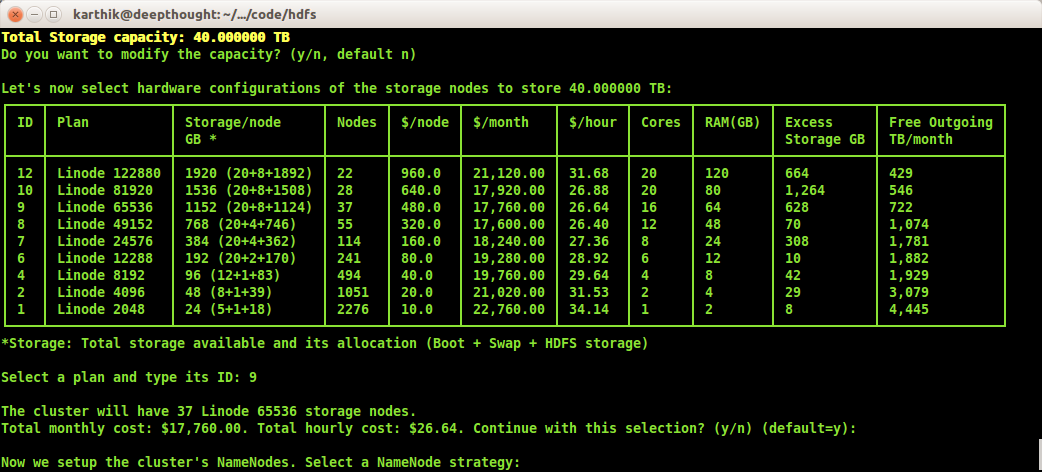 karthik@deepthought: ~/.../code/hdfs
Total Storage capacity: 40.000000 TB
Do you want to modify the capacity? (y/n, default n)
Let's now select hardware configurations of the storage nodes to store 40.000000 TB:
ID Plan Storage/node Nodes $/node $/month $/hour Cores RAM(GB) Excess Free Outgoing
GB * Storage GB TB/month
12 Linode 122880 1920 (20+8+1892) 22 960.0 21,120.00 31.68 20 120 664 429
10 Linode 81920 1536 (20+8+1508) 28 640.0 17,920.00 26.88 20 80 1,264 546
9 Linode 65536 1152 (20+8+1124) 37 480.0 17,760.00 26.64 16 64 628 722
8 Linode 49152 768 (20+4+746) 55 320.0 17,600.00 26.40 12 48 70 1,074
7 Linode 24576 384 (20+4+362) 114 160.0 18,240.00 27.36 8 24 308 1,781
6 Linode 12288 192 (20+2+170) 241 80.0 19,280.00 28.92 6 12 10 1,882
4 Linode 8192 96 (12+1+83) 494 40.0 19,760.00 29.64 4 8 42 1,929
2 Linode 4096 48 (8+1+39) 1051 20.0 21,020.00 31.53 2 4 29 3,079
1 Linode 2048 24 (5+1+18) 2276 10.0 22,760.00 34.14 1 2 8 4,445
*Storage: Total storage available and its allocation (Boot + Swap + HDFS storage)
Select a plan and type its ID: 9
The cluster will have 37 Linode 65536 storage nodes.
Total monthly cost: $17,760.00. Total hourly cost: $26.64. Continue with this selection? (y/n) (default=y):
Now we setup the cluster's NameNodes. Select a NameNode strategy: